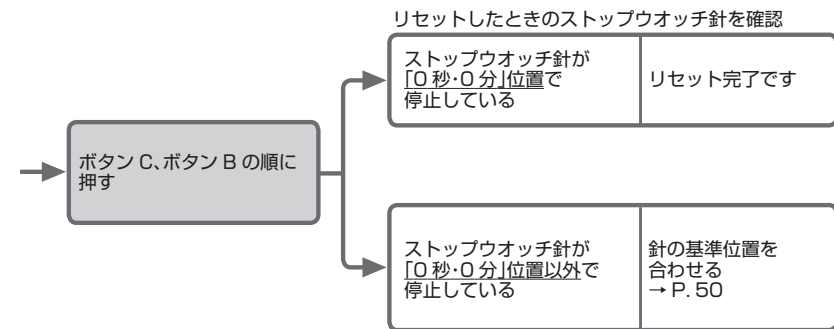 リセットしたときのストップウオッチ針を確認
ストップウオッチ針が
「0 秒・0 分」位置で
停止している
リセット完了です
ボタン C、ボタン B の順に
押す
ストップウオッチ針が
「0 秒・0 分」位置以外で
停止している
針の基準位置を
合わせる
→ P. 50